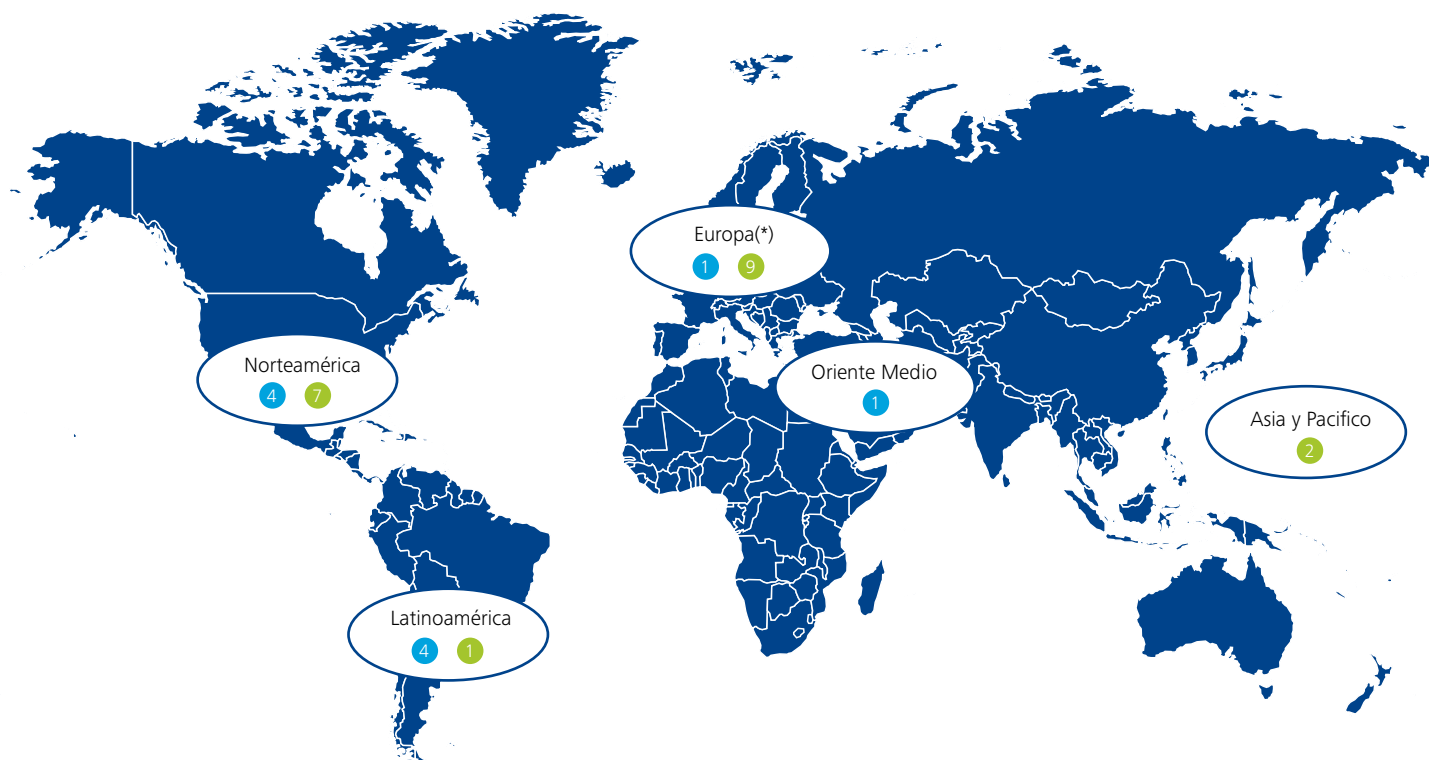 Europa(*)
1 9
Norteamérica
4 7
Oriente Medio
1
Asia y Pacifico
2
Latinoamérica
4 1